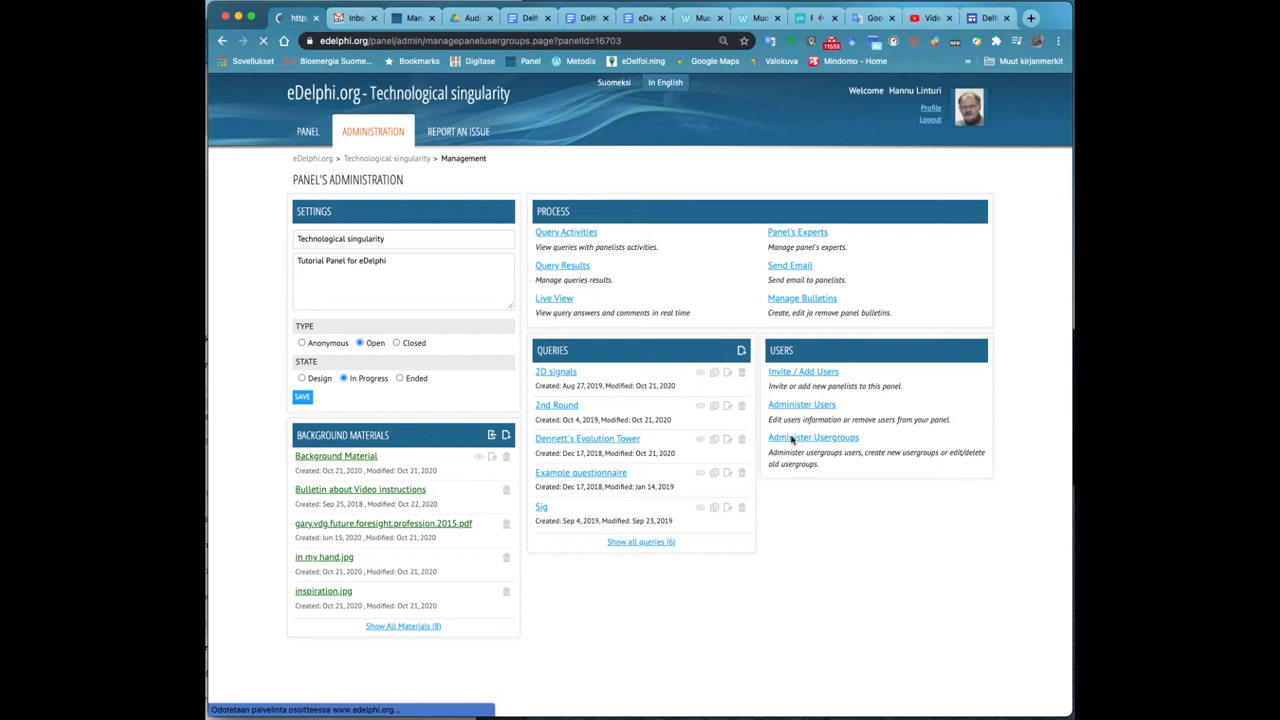 http
Inbo
Man
Audi
Delf
Delf
eDe
Muo
Muo
Goo
Vide
Delf
edelphi.org/panel/admin/managepanelusergroups.page?panelId=16703
11559
Sovellukset
Bioenergia Suome...
Bookmarks
Digitase
Panel
Metodix
eDelfoi.ning
Google Maps
Valokuva
Mindomo - Home
»
Muut kirjanmerkit
Suomeksi
In English
eDelphi.org - Technological singularity
Welcome Hannu Linturi
Profile
Logout
PANEL
ADMINISTRATION
REPORT AN ISSUE
eDelphi.org > Technological singularity > Management
PANEL'S ADMINISTRATION
SETTINGS
Technological singularity
Tutorial Panel for eDelphi
TYPE
Anonymous
Open
Closed
STATE
Design
In Progress
Ended
SAVE
BACKGROUND MATERIALS
Background Material
Created: Oct 21, 2020 , Modified: Oct 21, 2020
Bulletin about Video instructions
Created: Sep 25, 2018 , Modified: Oct 22, 2020
gary.vdg.future.foresight.profession.2015.pdf
Created: Jun 15, 2020 , Modified: Oct 21, 2020
in my hand.jpg
Created: Oct 21, 2020 , Modified: Oct 21, 2020
inspiration.jpg
Created: Oct 21, 2020 , Modified: Oct 21, 2020
Show All Materials (8)
PROCESS
Query Activities
View queries with panelists activities.
Query Results
Manage queries results.
Live View
View query answers and comments in real time
Panel's Experts
Manage panel's experts.
Send Email
Send email to panelists.
Manage Bulletins
Create, edit ja remove panel bulletins.
QUERIES
2D signals
Created: Aug 27, 2019, Modified: Oct 21, 2020
2nd Round
Created: Oct 4, 2019, Modified: Oct 21, 2020
Dennett´s Evolution Tower
Created: Dec 17, 2018, Modified: Oct 21, 2020
Example questionnaire
Created: Dec 17, 2018, Modified: Jan 14, 2019
Sig
Created: Sep 4, 2019, Modified: Sep 23, 2019
Show all queries (6)
USERS
Invite / Add Users
Invite or add new panelists to this panel.
Administer Users
Edit users information or remove users from your panel.
Administer Usergroups
Administer usergroups users, create new usergroups or edit/delete
old usergroups.
Odotetaan palvelinta osoitteessa www.edelphi.org...